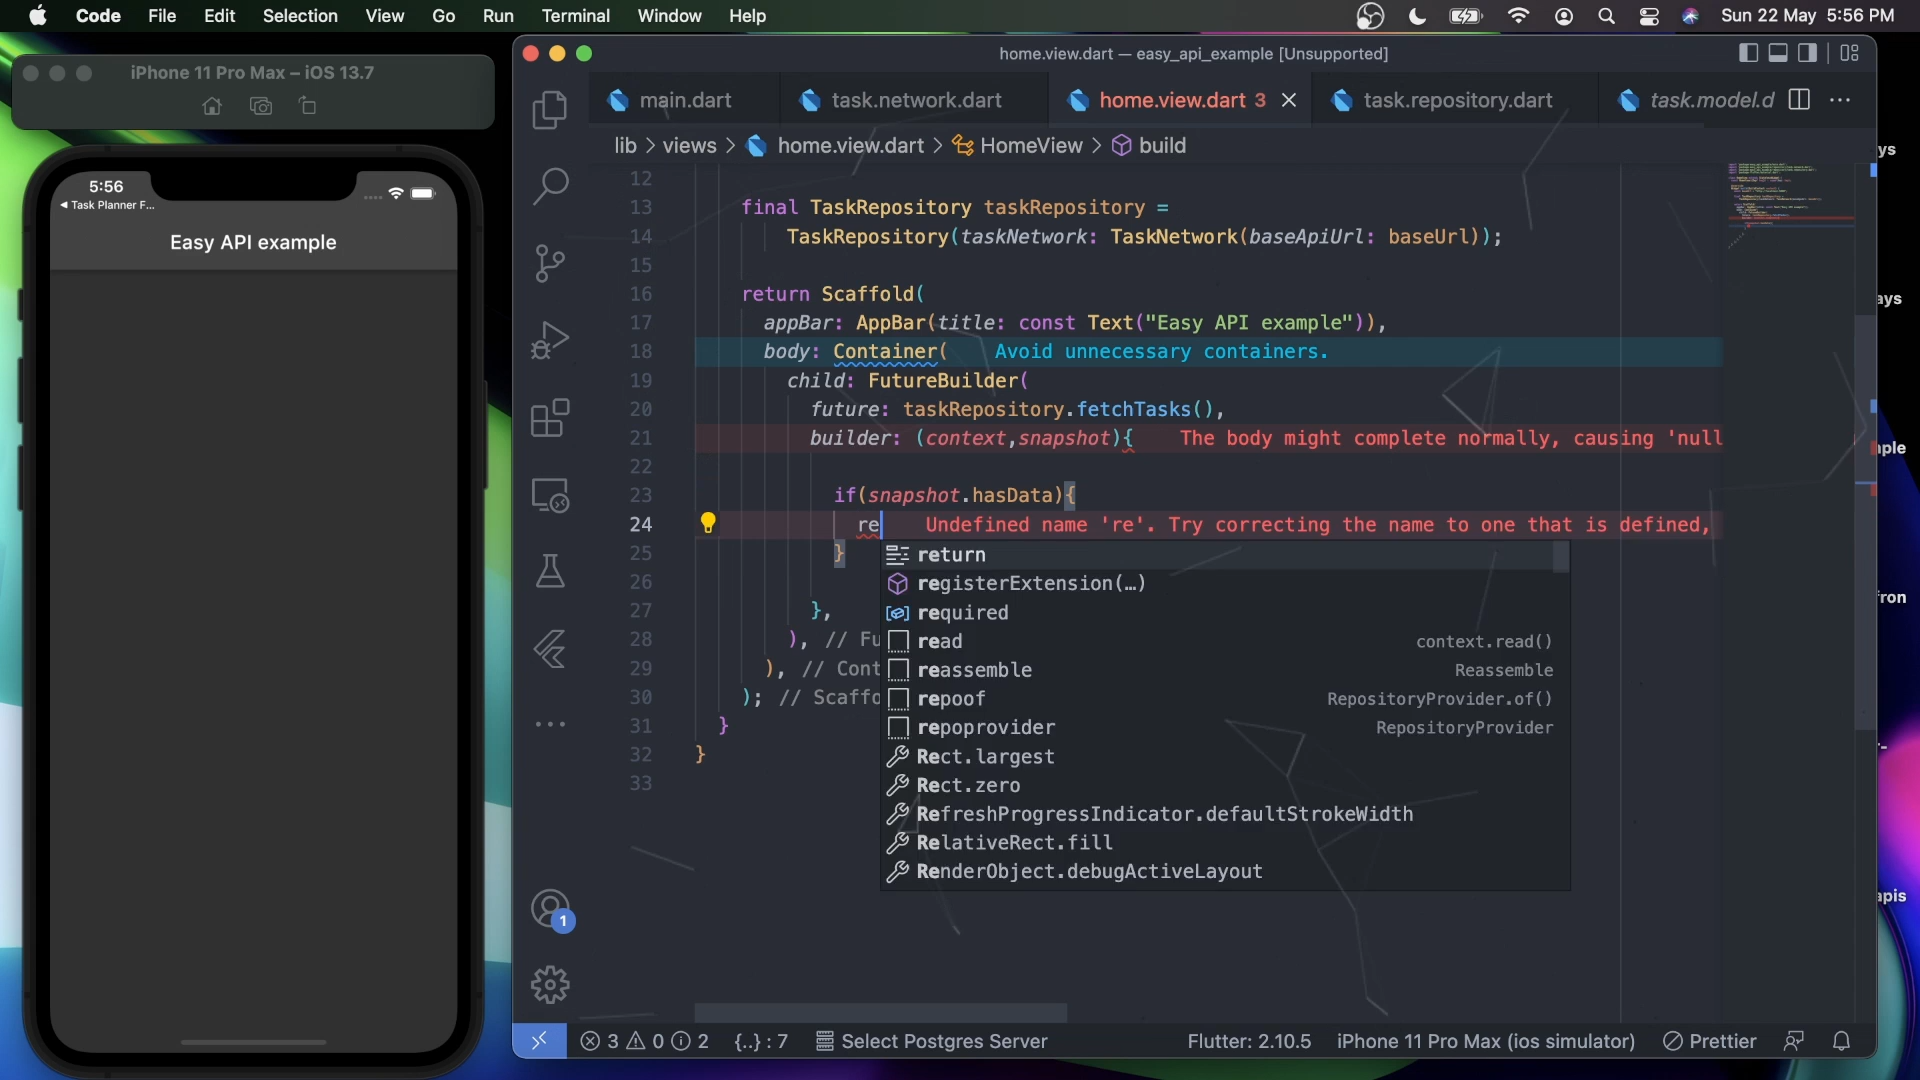 Code File Edit Selection View Go Run Terminal Window Help Sun 22 May 5:56 PM
iPhone 11 Pro Max – iOS 13.7
5:56
◀ Task Planner F...
Easy API example
home.view.dart — easy_api_example [Unsupported]
main.dart task.network.dart home.view.dart 3 task.repository.dart task.model.d
lib > views > home.view.dart > HomeView > build
12
13 final TaskRepository taskRepository =
14 TaskRepository(taskNetwork: TaskNetwork(baseApiUrl: baseUrl));
15
16 return Scaffold(
17 appBar: AppBar(title: const Text("Easy API example")),
18 body: Container( Avoid unnecessary containers.
19 child: FutureBuilder(
20 future: taskRepository.fetchTasks(),
21 builder: (context,snapshot){ The body might complete normally, causing 'null
22
23 if(snapshot.hasData){
24 re Undefined name 're'. Try correcting the name to one that is defined,
25 }
26
27 },
28 ), // Fu
29 ), // Cont
30 ); // Scaffo
31 }
32 }
33
return
registerExtension(…)
required
read context.read()
reassemble Reassemble
repoof RepositoryProvider.of()
repoprovider RepositoryProvider
Rect.largest
Rect.zero
RefreshProgressIndicator.defaultStrokeWidth
RelativeRect.fill
RenderObject.debugActiveLayout
1
3 0 2 {..} : 7 Select Postgres Server Flutter: 2.10.5 iPhone 11 Pro Max (ios simulator) Prettier
ys
ays
ple
fron
apis